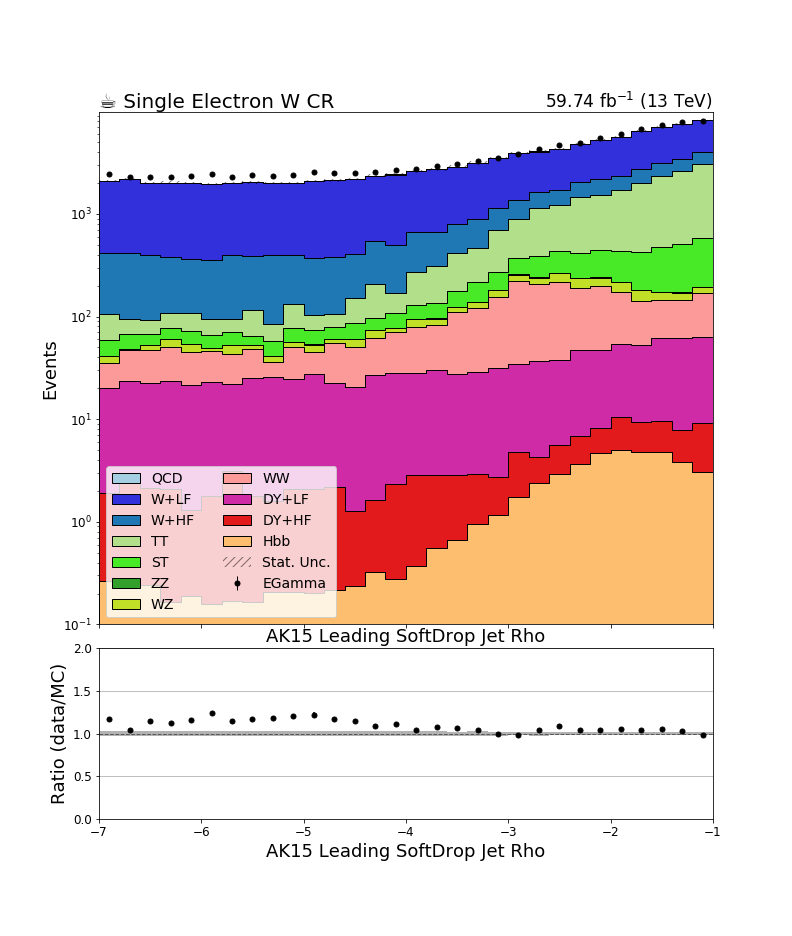 ☕ Single Electron W CR 59.74 fb⁻¹ (13 TeV)
Events
10³
10²
10¹
10⁰
10⁻¹
QCD
W+LF
W+HF
TT
ST
ZZ
WZ
WW
DY+LF
DY+HF
Hbb
Stat. Unc.
EGamma
AK15 Leading SoftDrop Jet Rho
Ratio (data/MC)
2.0
1.5
1.0
0.5
0.0
−7 −6 −5 −4 −3 −2 −1
AK15 Leading SoftDrop Jet Rho